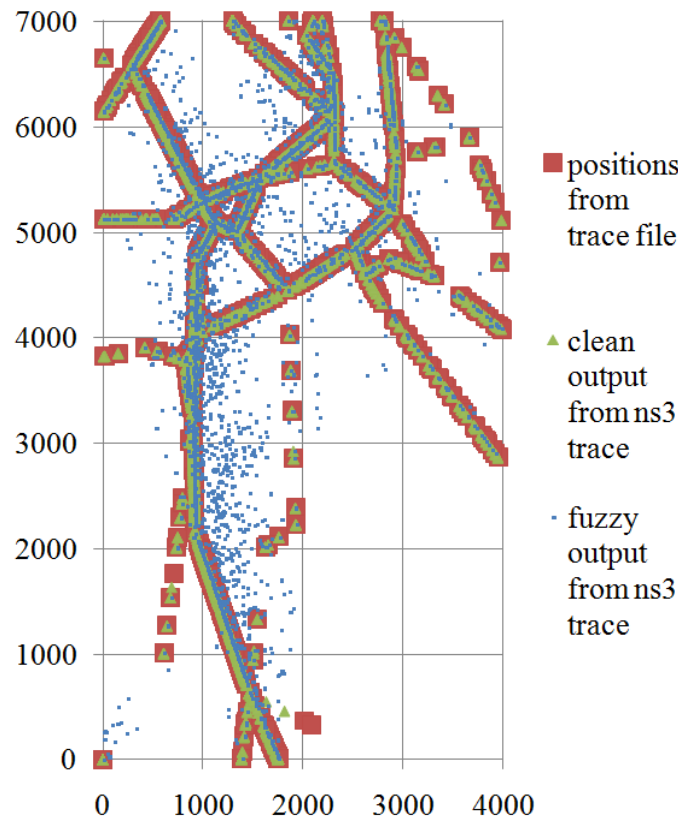 7000
6000
5000
4000
3000
2000
1000
0
0 1000 2000 3000 4000
positions
from
trace file
clean
output
from ns3
trace
fuzzy
output
from ns3
trace